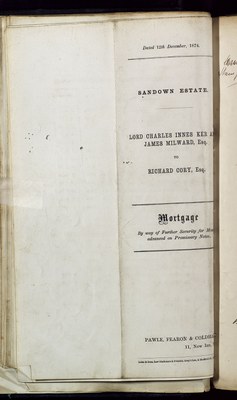 Dated 12th December, 1874.
SANDOWN ESTATE.
LORD CHARLES INNES KER
JAMES MILWARD, Esq.
TO
RICHARD CORY, Esq.
Mortgage
By way of Further Security for
advanced on Promissory Notes.
PAWLE, FEARON &
11, New Inn,